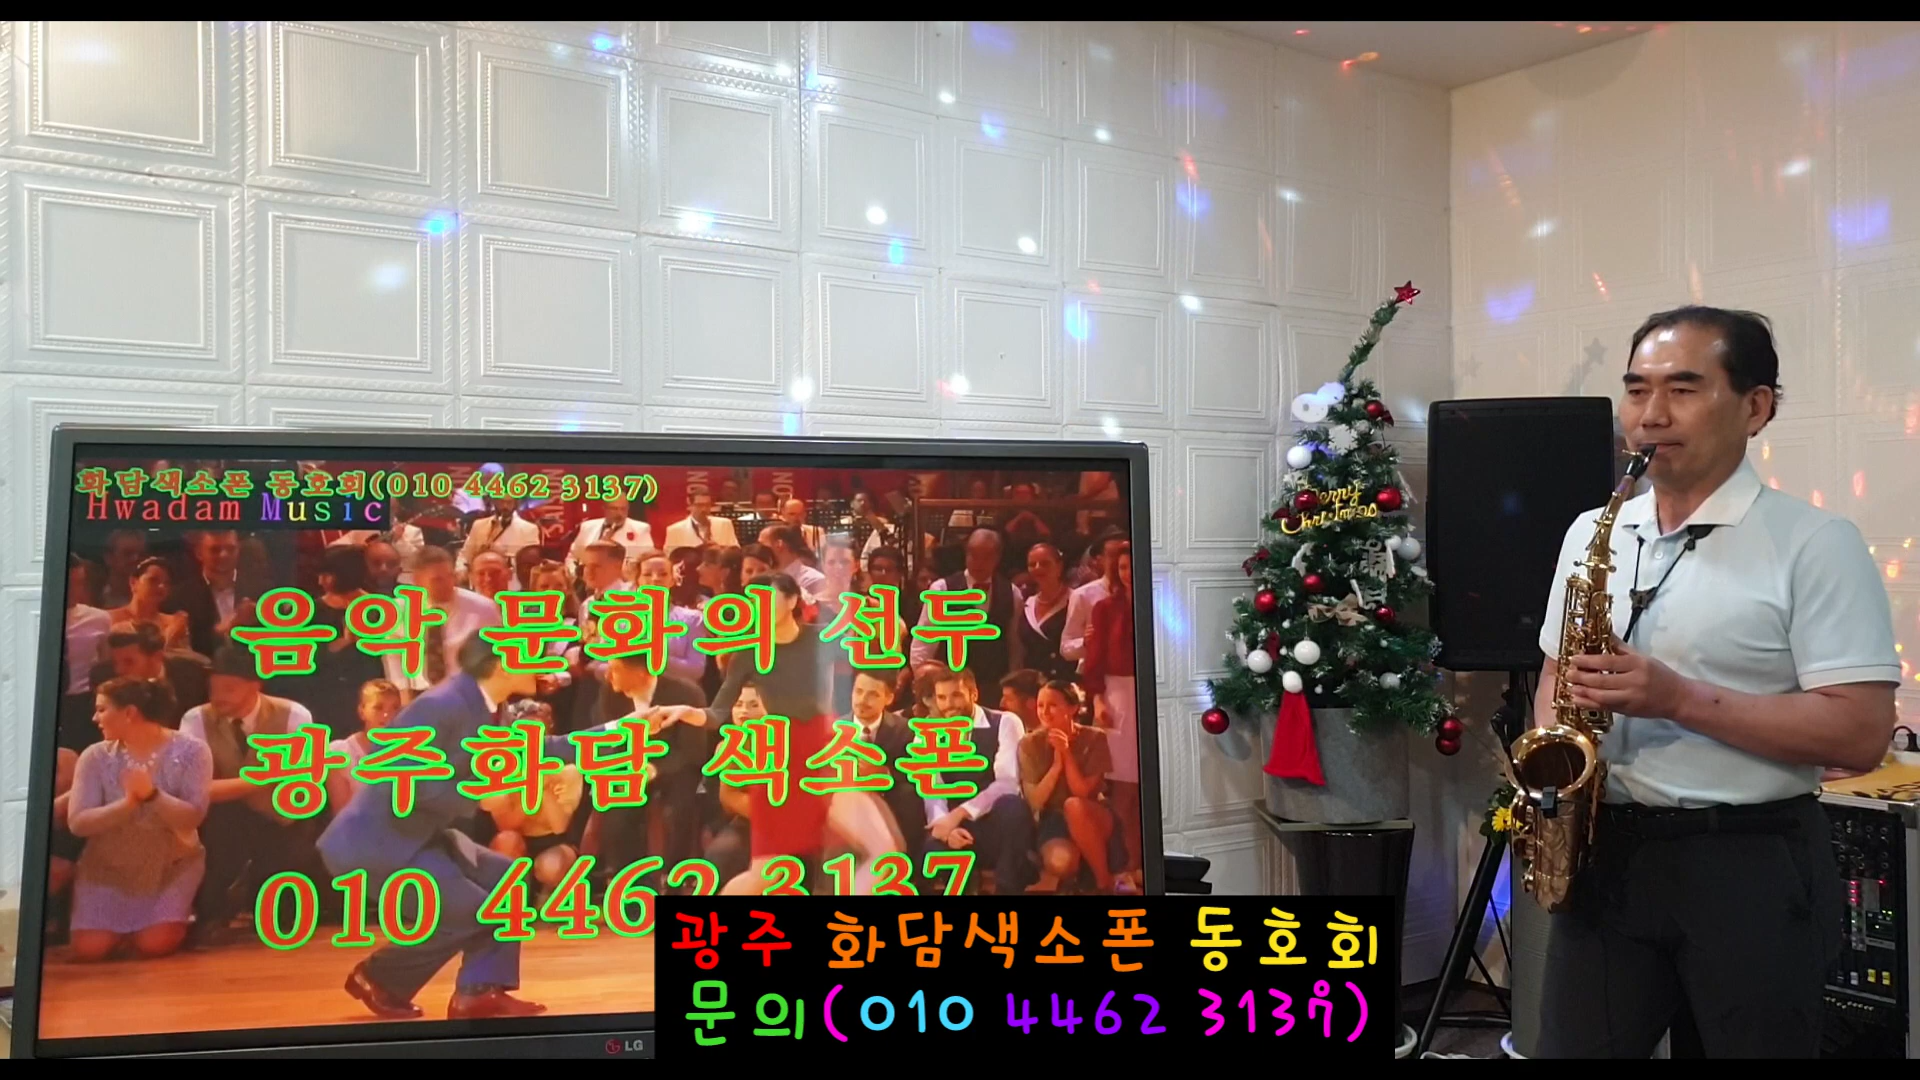 화담색소폰 동호회(010 4462 3137)
Hwadam Music
음악 문화의 선두
광주화담 색소폰
010 4462 3137
Merry
Christmas
LG
광주 화담색소폰 동호회
문의(010 4462 3137)